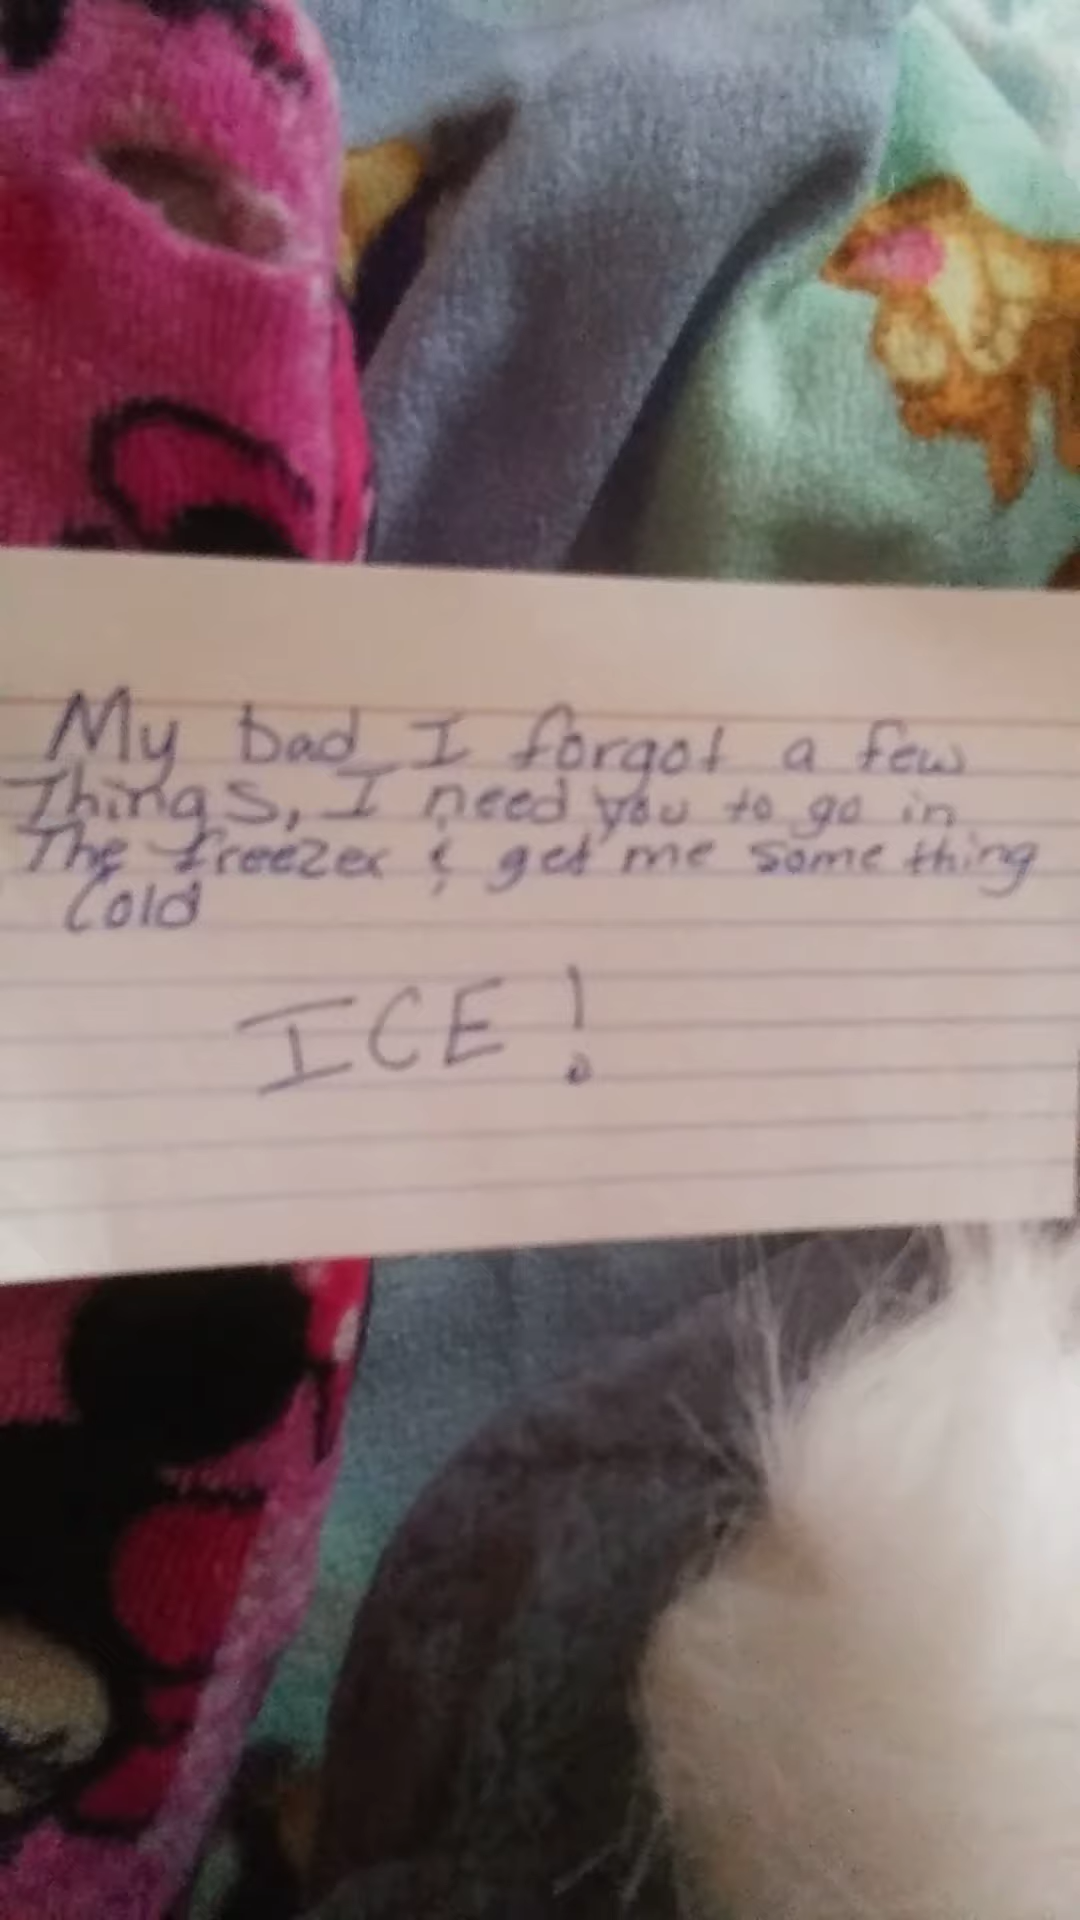 My bad I forgot a few
Things, I need you to go in
The freezer & get me some thing
Cold
ICE!